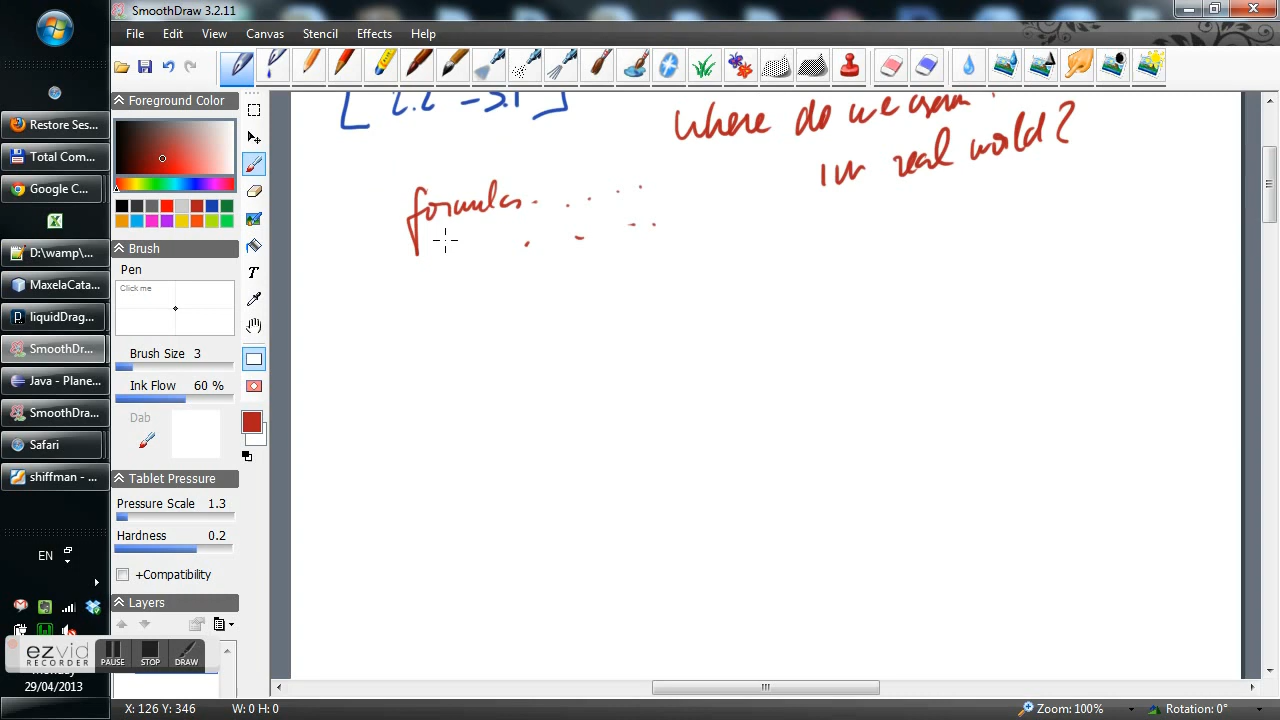 SmoothDraw 3.2.11
File Edit View Canvas Stencil Effects Help
Restore Ses...
Total Com...
Google C...
D:\wamp\...
MaxelaCata...
liquidDrag...
SmoothDr...
Java - Plane...
SmoothDra...
Safari
shiffman - ...
EN
29/04/2013
ezvid
RECORDER
PAUSE STOP DRAW
Foreground Color
Brush
Pen
Click me
Brush Size 3
Ink Flow 60 %
Dab
Tablet Pressure
Pressure Scale 1.3
Hardness 0.2
+Compatibility
Layers
where do we
in real world?
formulas
X: 126 Y: 346 W: 0 H: 0 Zoom: 100% Rotation: 0°